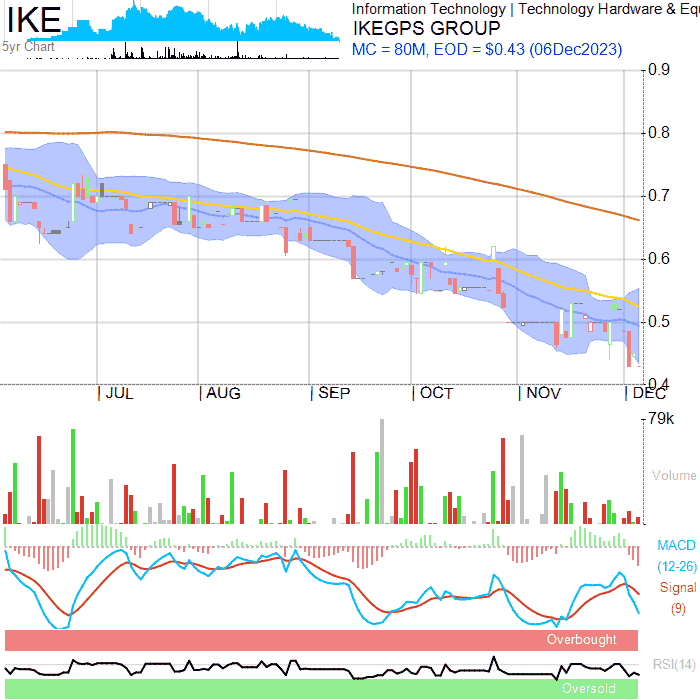 IKE
5yr Chart
Information Technology | Technology Hardware & Equ
IKEGPS GROUP
MC = 80M, EOD = $0.43 (06Dec2023)
0.9
0.8
0.7
0.6
0.5
0.4
JUL AUG SEP OCT NOV DEC
79k
Volume
MACD
(12-26)
Signal
(9)
Overbought
RSI(14)
Oversold